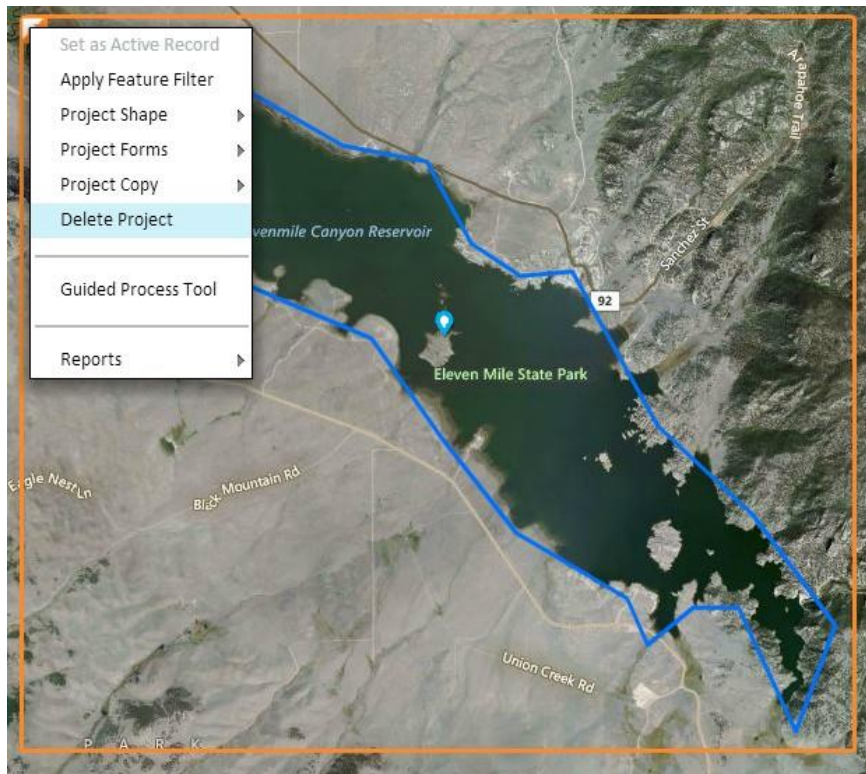 Set as Active Record
Apply Feature Filter
Project Shape
Project Forms
Project Copy
Delete Project
Guided Process Tool
Reports
Arapahoe Trail
venmile Canyon Reservoir
Sanchez St
92
Eleven Mile State Park
Eagle Nest Ln
Black Mountain Rd
Union Creek Rd
P A R K